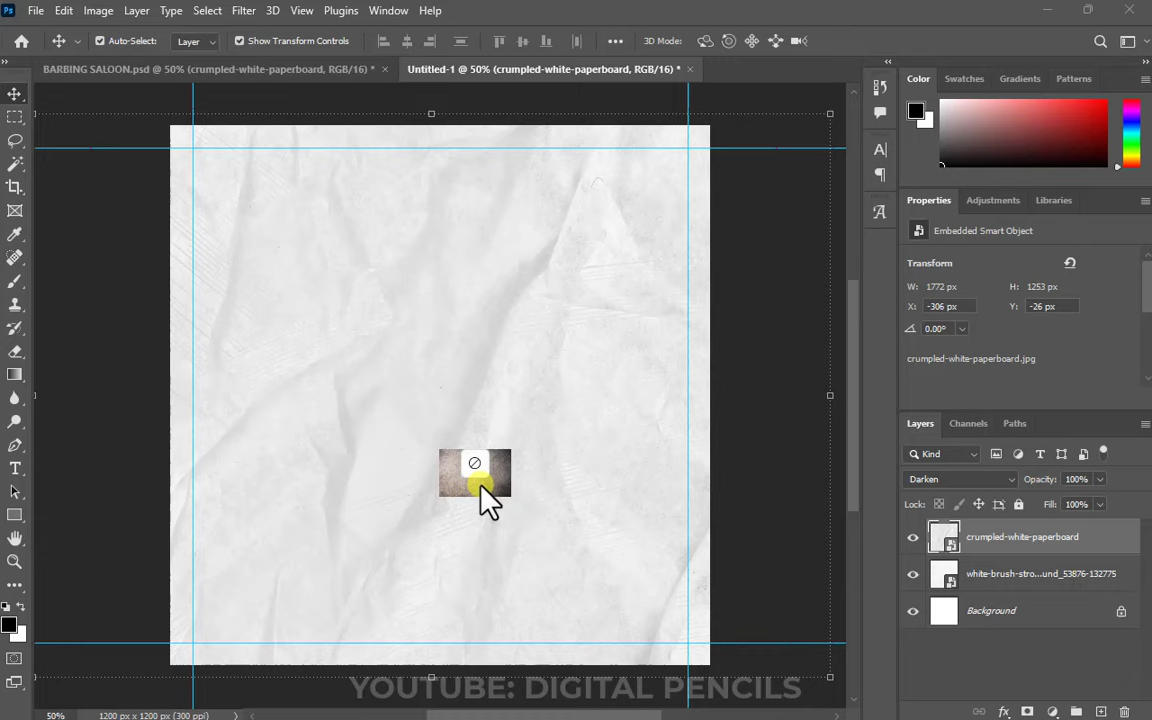 Ps File Edit Image Layer Type Select Filter 3D View Plugins Window Help
Auto-Select: Layer Show Transform Controls 3D Mode:
BARBING SALOON.psd @ 50% (crumpled-white-paperboard, RGB/16) * × Untitled-1 @ 50% (crumpled-white-paperboard, RGB/16) * ×
Color Swatches Gradients Patterns
Properties Adjustments Libraries
Embedded Smart Object
Transform
W: 1772 px H: 1253 px
X: -306 px Y: -26 px
0.00°
crumpled-white-paperboard.jpg
Layers Channels Paths
Kind
Darken Opacity: 100%
Lock: Fill: 100%
crumpled-white-paperboard
white-brush-stro...und_53876-132775
Background
fx
YOUTUBE: DIGITAL PENCILS
50% 1200 px x 1200 px (300 ppi)